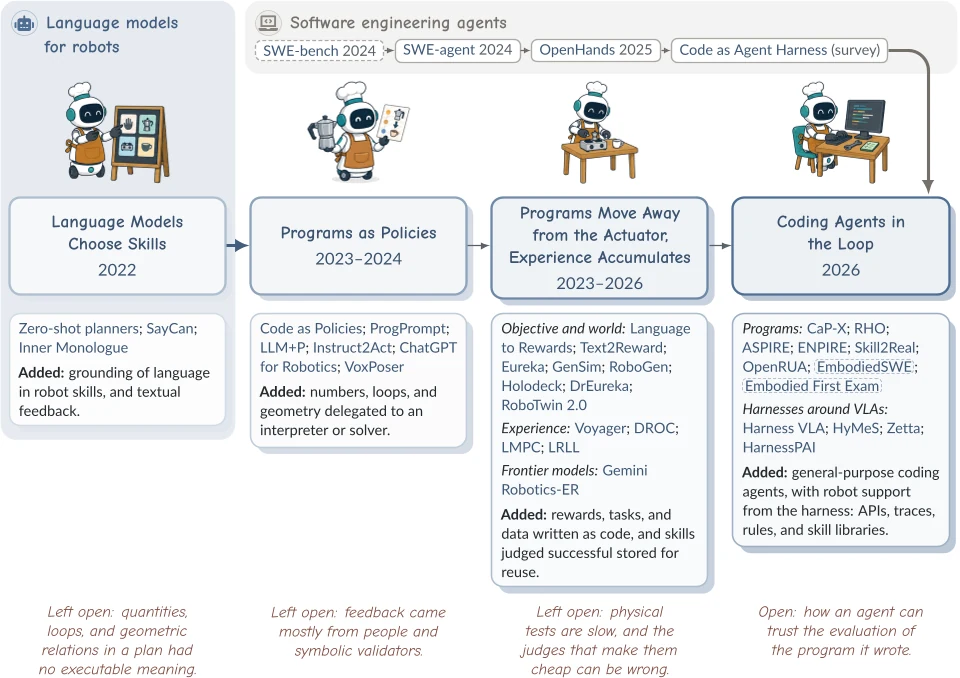 Language models
for robots
Software engineering agents
SWE-bench 2024
SWE-agent 2024
OpenHands 2025
Code as Agent Harness (survey)
Language Models
Choose Skills
2022
Zero-shot planners; SayCan;
Inner Monologue
Added: grounding of language
in robot skills, and textual
feedback.
Left open: quantities,
loops, and geometric
relations in a plan had
no executable meaning.
Programs as Policies
2023–2024
Code as Policies; ProgPrompt;
LLM+P; Instruct2Act; ChatGPT
for Robotics; VoxPoser
Added: numbers, loops, and
geometry delegated to an
interpreter or solver.
Left open: feedback came
mostly from people and
symbolic validators.
Programs Move Away
from the Actuator,
Experience Accumulates
2023–2026
Objective and world: Language
to Rewards; Text2Reward;
Eureka; GenSim; RoboGen;
Holodeck; DrEureka;
RoboTwin 2.0
Experience: Voyager; DROC;
LMPC; LRLL
Frontier models: Gemini
Robotics-ER
Added: rewards, tasks, and
data written as code, and skills
judged successful stored for
reuse.
Left open: physical
tests are slow, and the
judges that make them
cheap can be wrong.
Coding Agents in
the Loop
2026
Programs: CaP-X; RHO;
ASPIRE; ENPIRE; Skill2Real;
OpenRUA; EmbodiedSWE;
Embodied First Exam
Harnesses around VLAs:
Harness VLA; HyMeS; Zetta;
HarnessPAI
Added: general-purpose coding
agents, with robot support
from the harness: APIs, traces,
rules, and skill libraries.
Open: how an agent can
trust the evaluation of
the program it wrote.